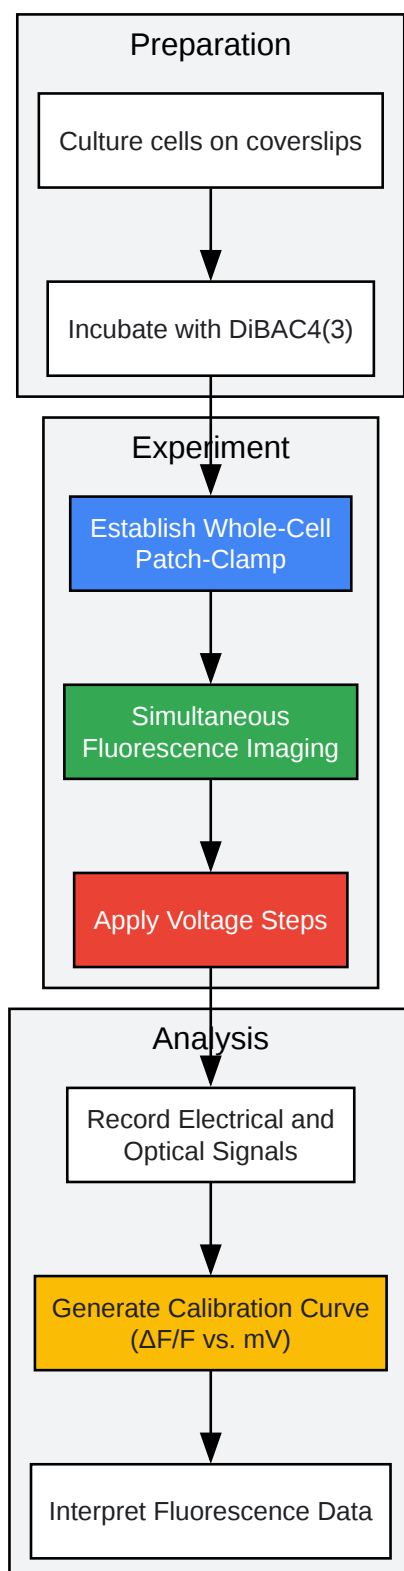 Preparation
Culture cells on coverslips
Incubate with DiBAC4(3)
Experiment
Establish Whole-Cell
Patch-Clamp
Simultaneous
Fluorescence Imaging
Apply Voltage Steps
Analysis
Record Electrical and
Optical Signals
Generate Calibration Curve
(ΔF/F vs. mV)
Interpret Fluorescence Data